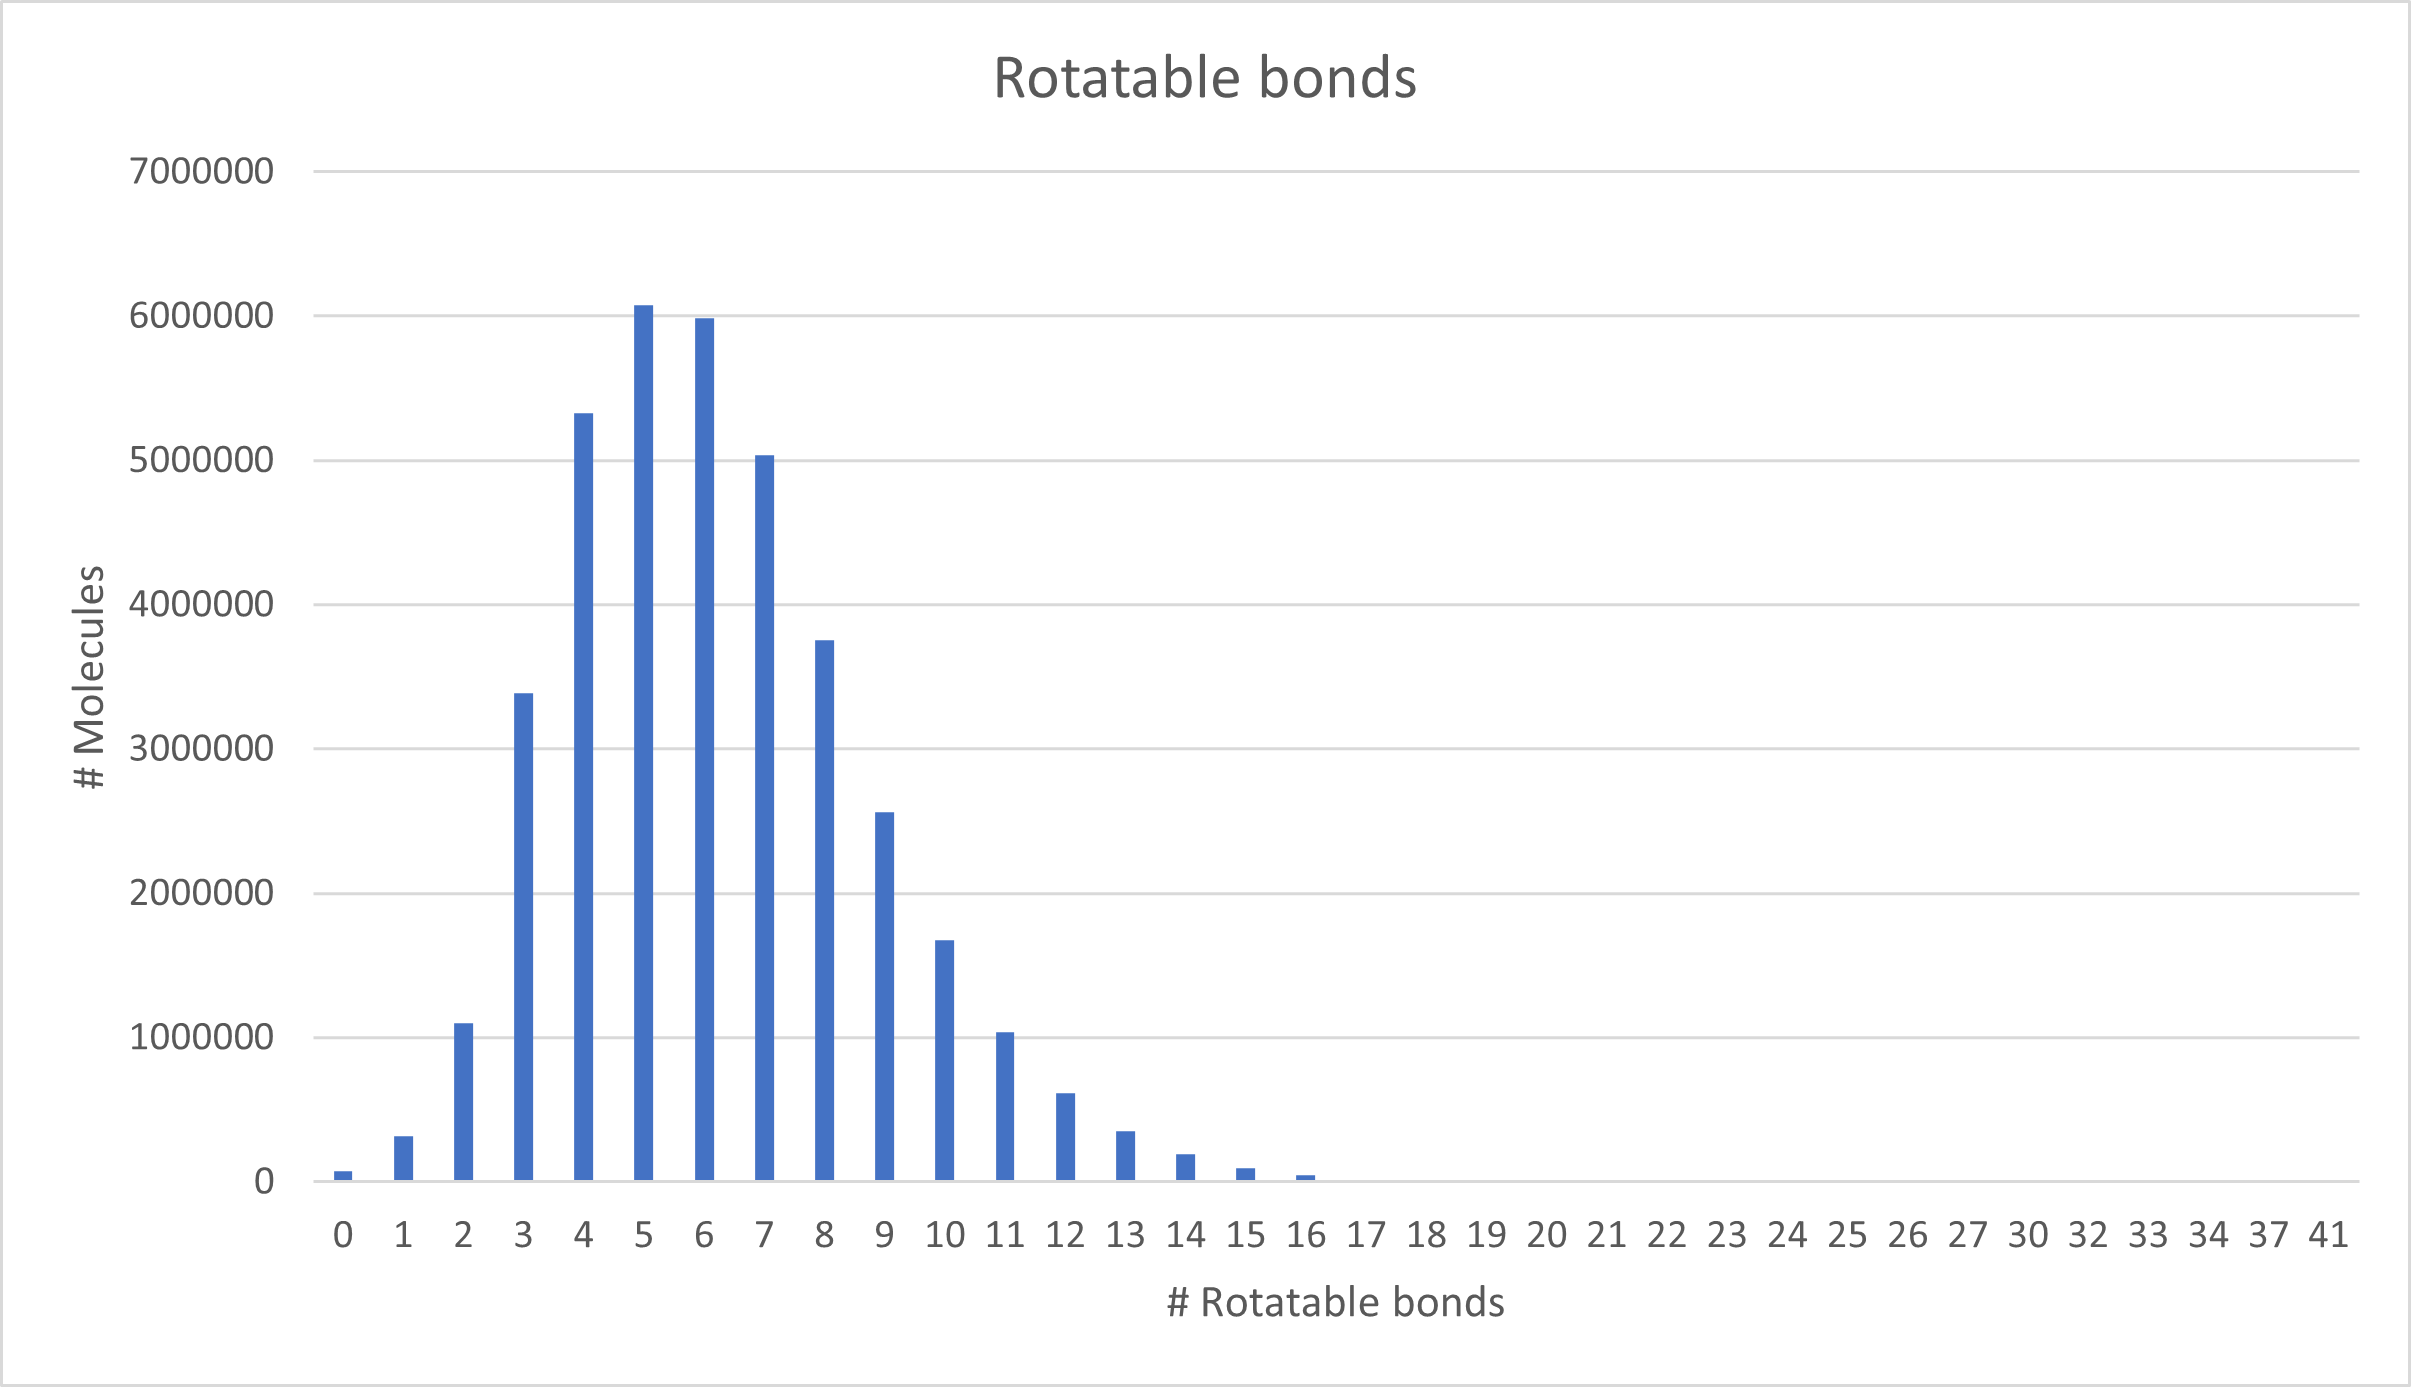 Rotatable bonds
7000000
6000000
5000000
4000000
3000000
2000000
1000000
0
# Molecules
0 1 2 3 4 5 6 7 8 9 10 11 12 13 14 15 16 17 18 19 20 21 22 23 24 25 26 27 30 32 33 34 37 41
# Rotatable bonds